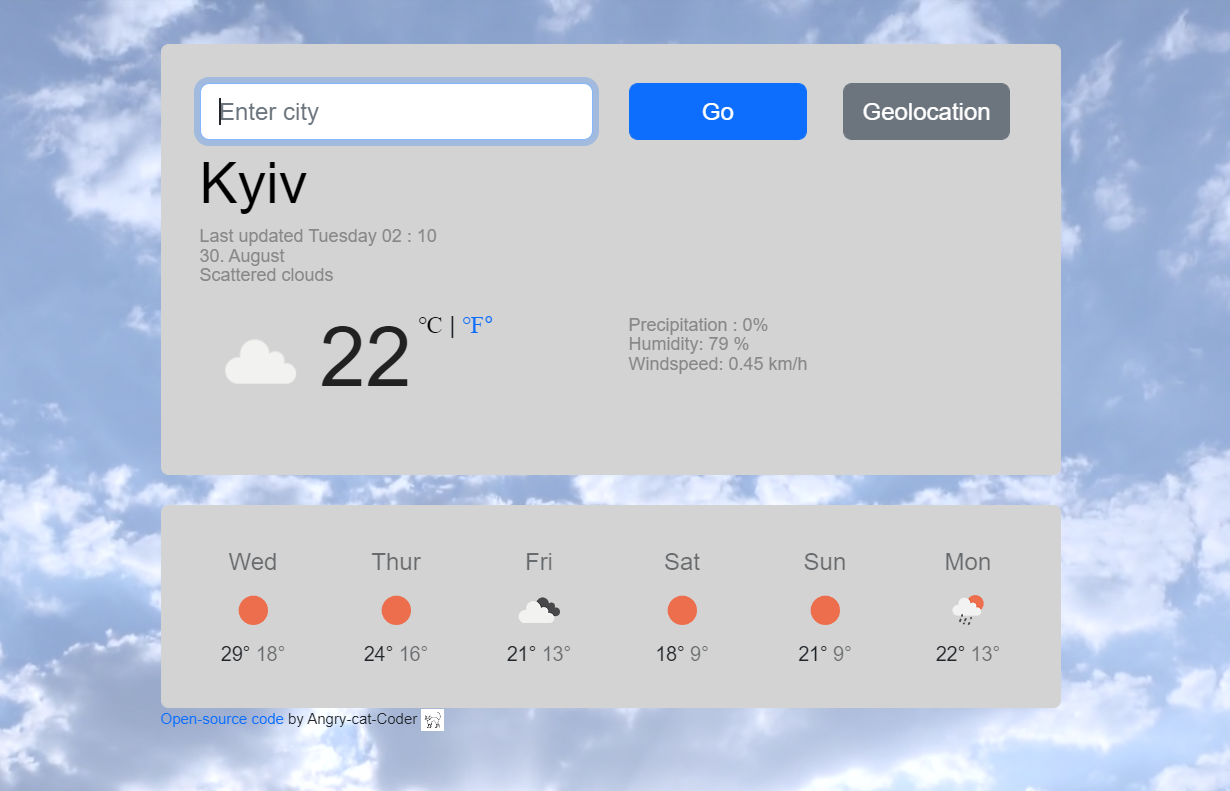 Enter city
Go
Geolocation
Kyiv
Last updated Tuesday 02 : 10
30. August
Scattered clouds
22 °C | °F°
Precipitation : 0%
Humidity: 79 %
Windspeed: 0.45 km/h
Wed Thur Fri Sat Sun Mon
29° 18° 24° 16° 21° 13° 18° 9° 21° 9° 22° 13°
Open-source code by Angry-cat-Coder